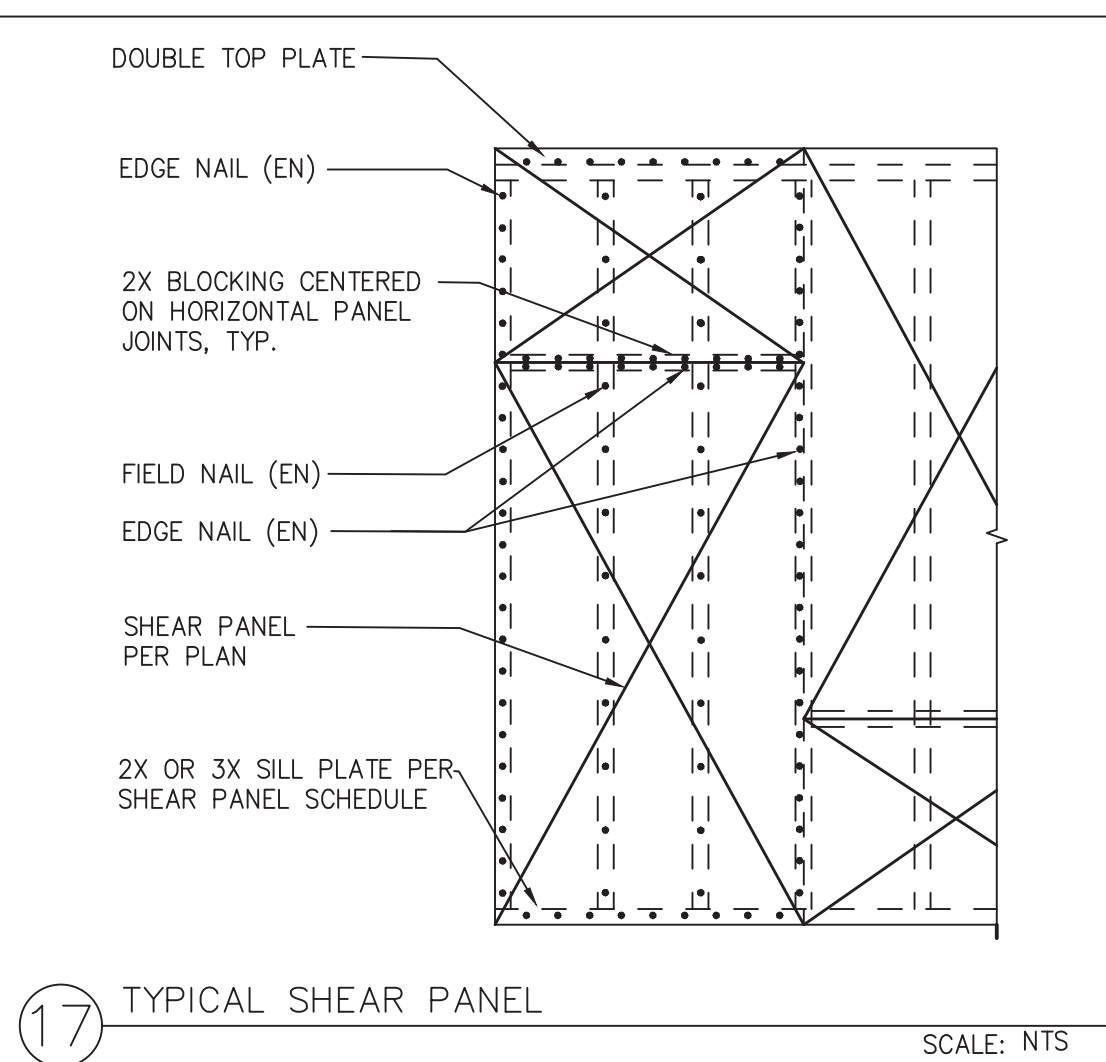 DOUBLE TOP PLATE
EDGE NAIL (EN)
2X BLOCKING CENTERED
ON HORIZONTAL PANEL
JOINTS, TYP.
FIELD NAIL (EN)
EDGE NAIL (EN)
SHEAR PANEL
PER PLAN
2X OR 3X SILL PLATE PER
SHEAR PANEL SCHEDULE
17 TYPICAL SHEAR PANEL
SCALE: NTS